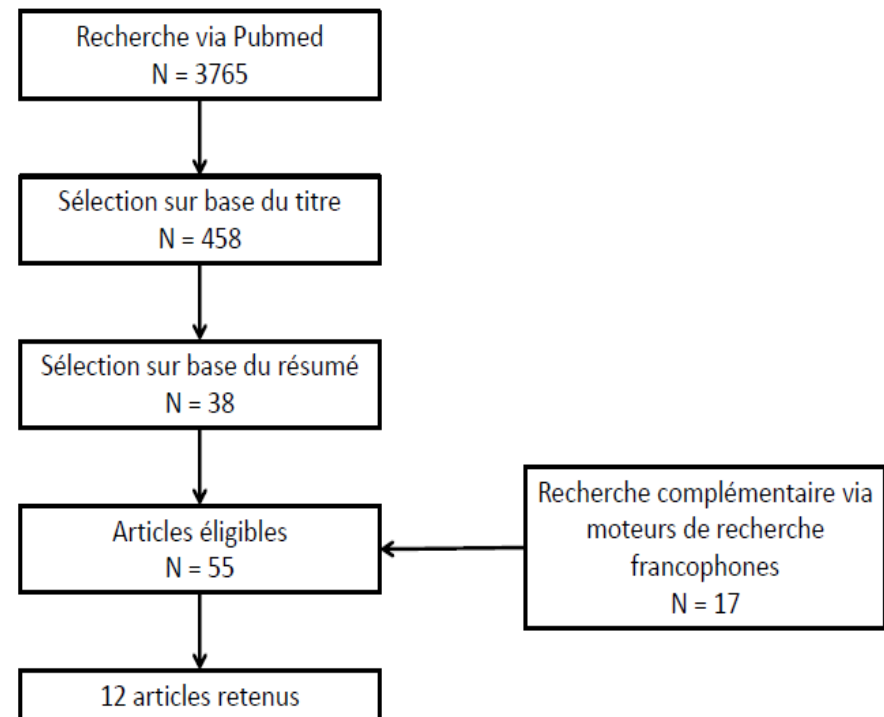 Recherche via Pubmed
N = 3765
Sélection sur base du titre
N = 458
Sélection sur base du résumé
N = 38
Articles éligibles
N = 55
Recherche complémentaire via
moteurs de recherche
francophones
N = 17
12 articles retenus